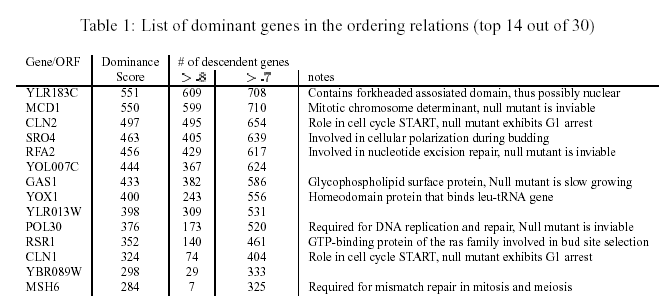 Table 1: List of dominant genes in the ordering relations (top 14 out of 30)
Gene/ORF Dominance # of descendent genes
Score > .8 > .7 notes
YLR183C 551 609 708 Contains forkheaded assosiated domain, thus possibly nuclear
MCD1 550 599 710 Mitotic chromosome determinant, null mutant is inviable
CLN2 497 495 654 Role in cell cycle START, null mutant exhibits G1 arrest
SRO4 463 405 639 Involved in cellular polarization during budding
RFA2 456 429 617 Involved in nucleotide excision repair, Null mutant is inviable
YOL007C 444 367 624
GAS1 433 382 586 Glycophospholipid surface protein, Null mutant is slow growing
YOX1 400 243 556 Homeodomain protein that binds leu-tRNA gene
YLR013W 398 309 531
POL30 376 173 520 Required for DNA replication and repair, Null mutant is inviable
RSR1 352 140 461 GTP-binding protein of the ras family involved in bud site selection
CLN1 324 74 404 Role in cell cycle START, null mutant exhibits G1 arrest
YBR089W 298 29 333
MSH6 284 7 325 Required for mismatch repair in mitosis and meiosis